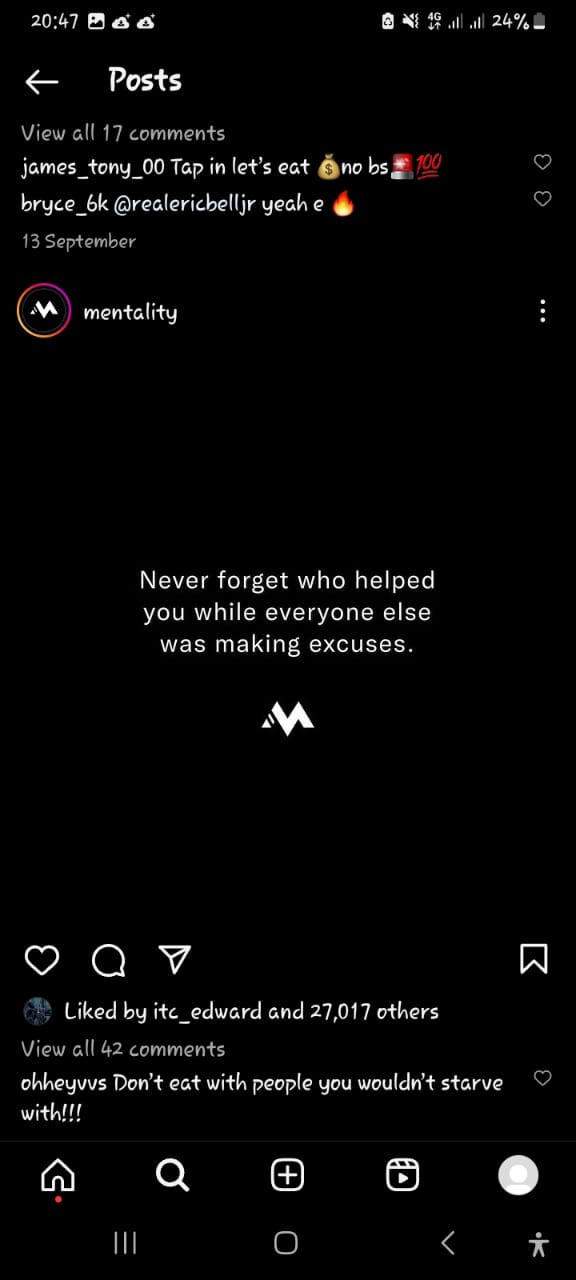 20:47 4G 24%
Posts
View all 17 comments
james_tony_00 Tap in let's eat 💰no bs🚨💯
bryce_6k @realericbelljr yeah e 🔥
13 September
mentality
Never forget who helped
you while everyone else
was making excuses.
Liked by itc_edward and 27,017 others
View all 42 comments
ohheyvvs Don't eat with people you wouldn't starve
with!!!